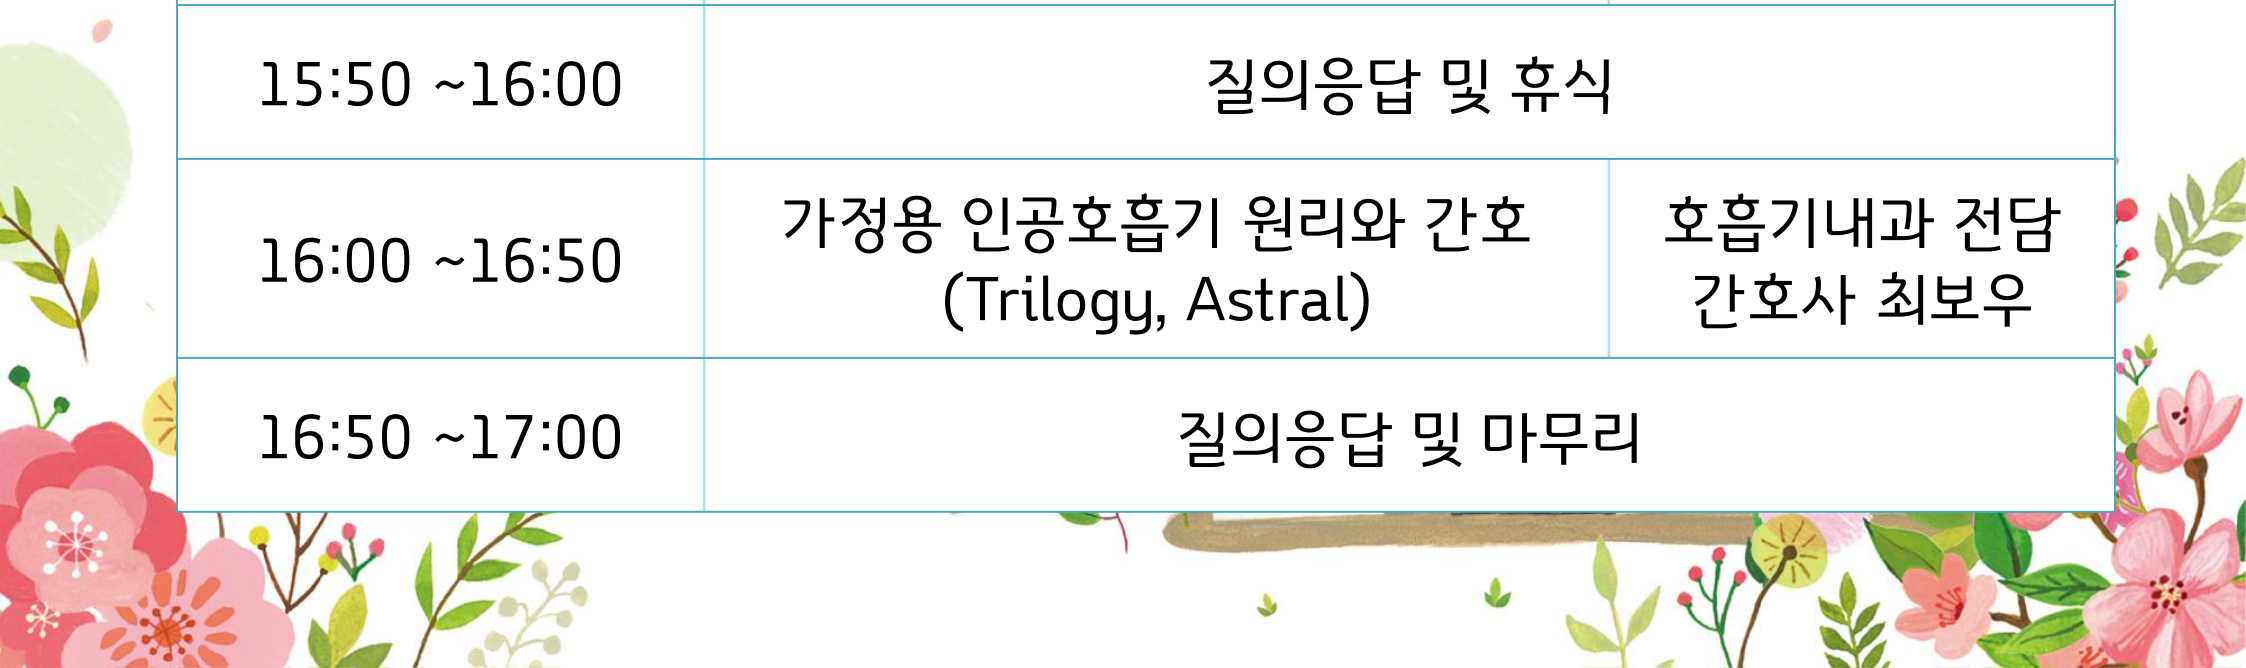 15:50 ~16:00 질의응답 및 휴식
16:00 ~16:50 가정용 인공호흡기 원리와 간호 호흡기내과 전담
(Trilogy, Astral) 간호사 최보우
16:50 ~17:00 질의응답 및 마무리